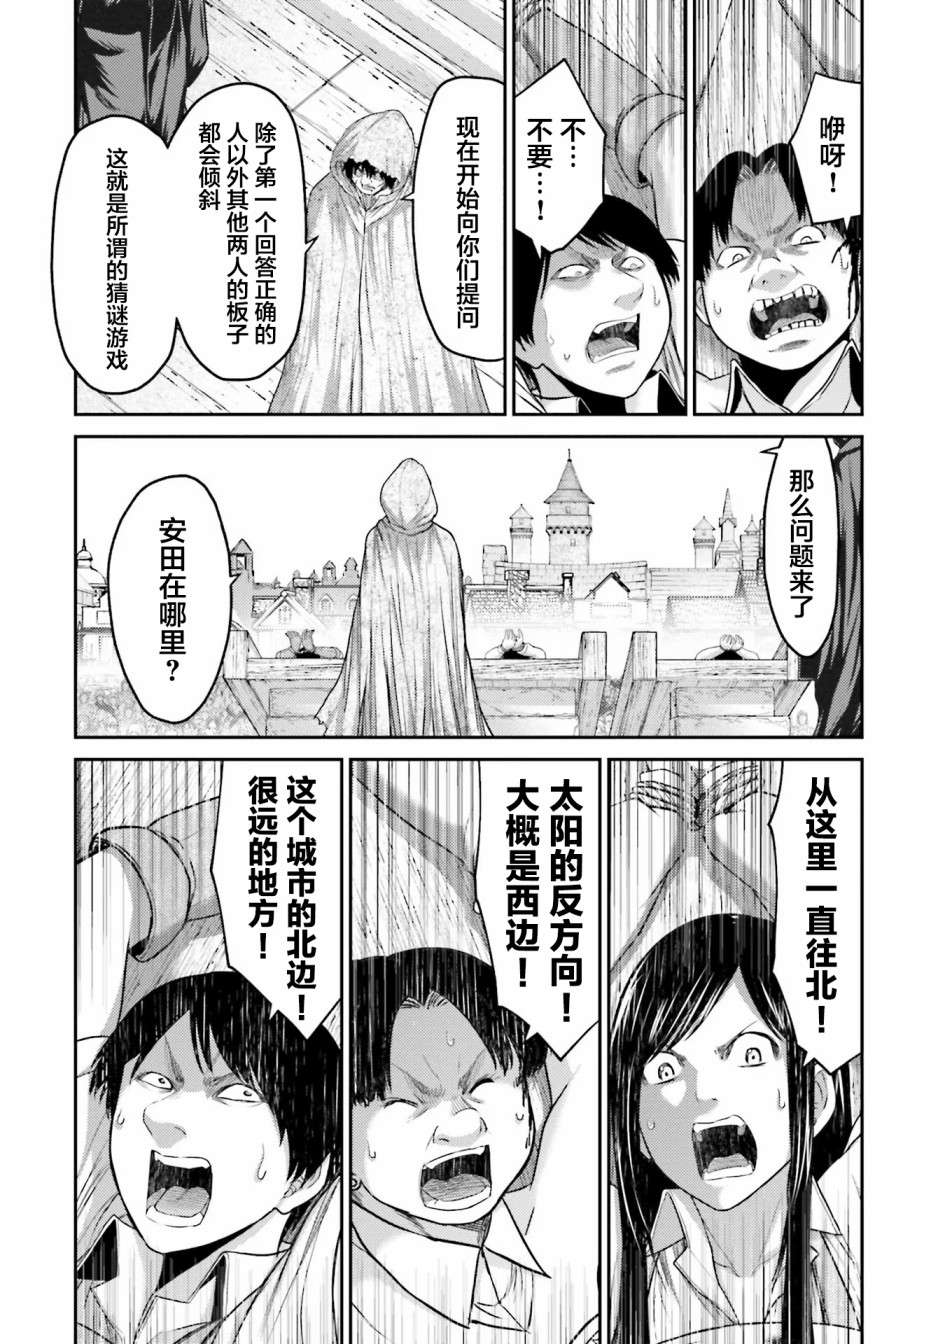 咿呀！
不…
不要…！
现在开始向你们提问
除了第一个回答正确的
人以外其他两人的板子
都会倾斜
这就是所谓的猜谜游戏
那么问题来了
安田在哪里？
从这里一直往北！
太阳的反方向！
大概是西边！
这个城市的北边！
很远的地方！